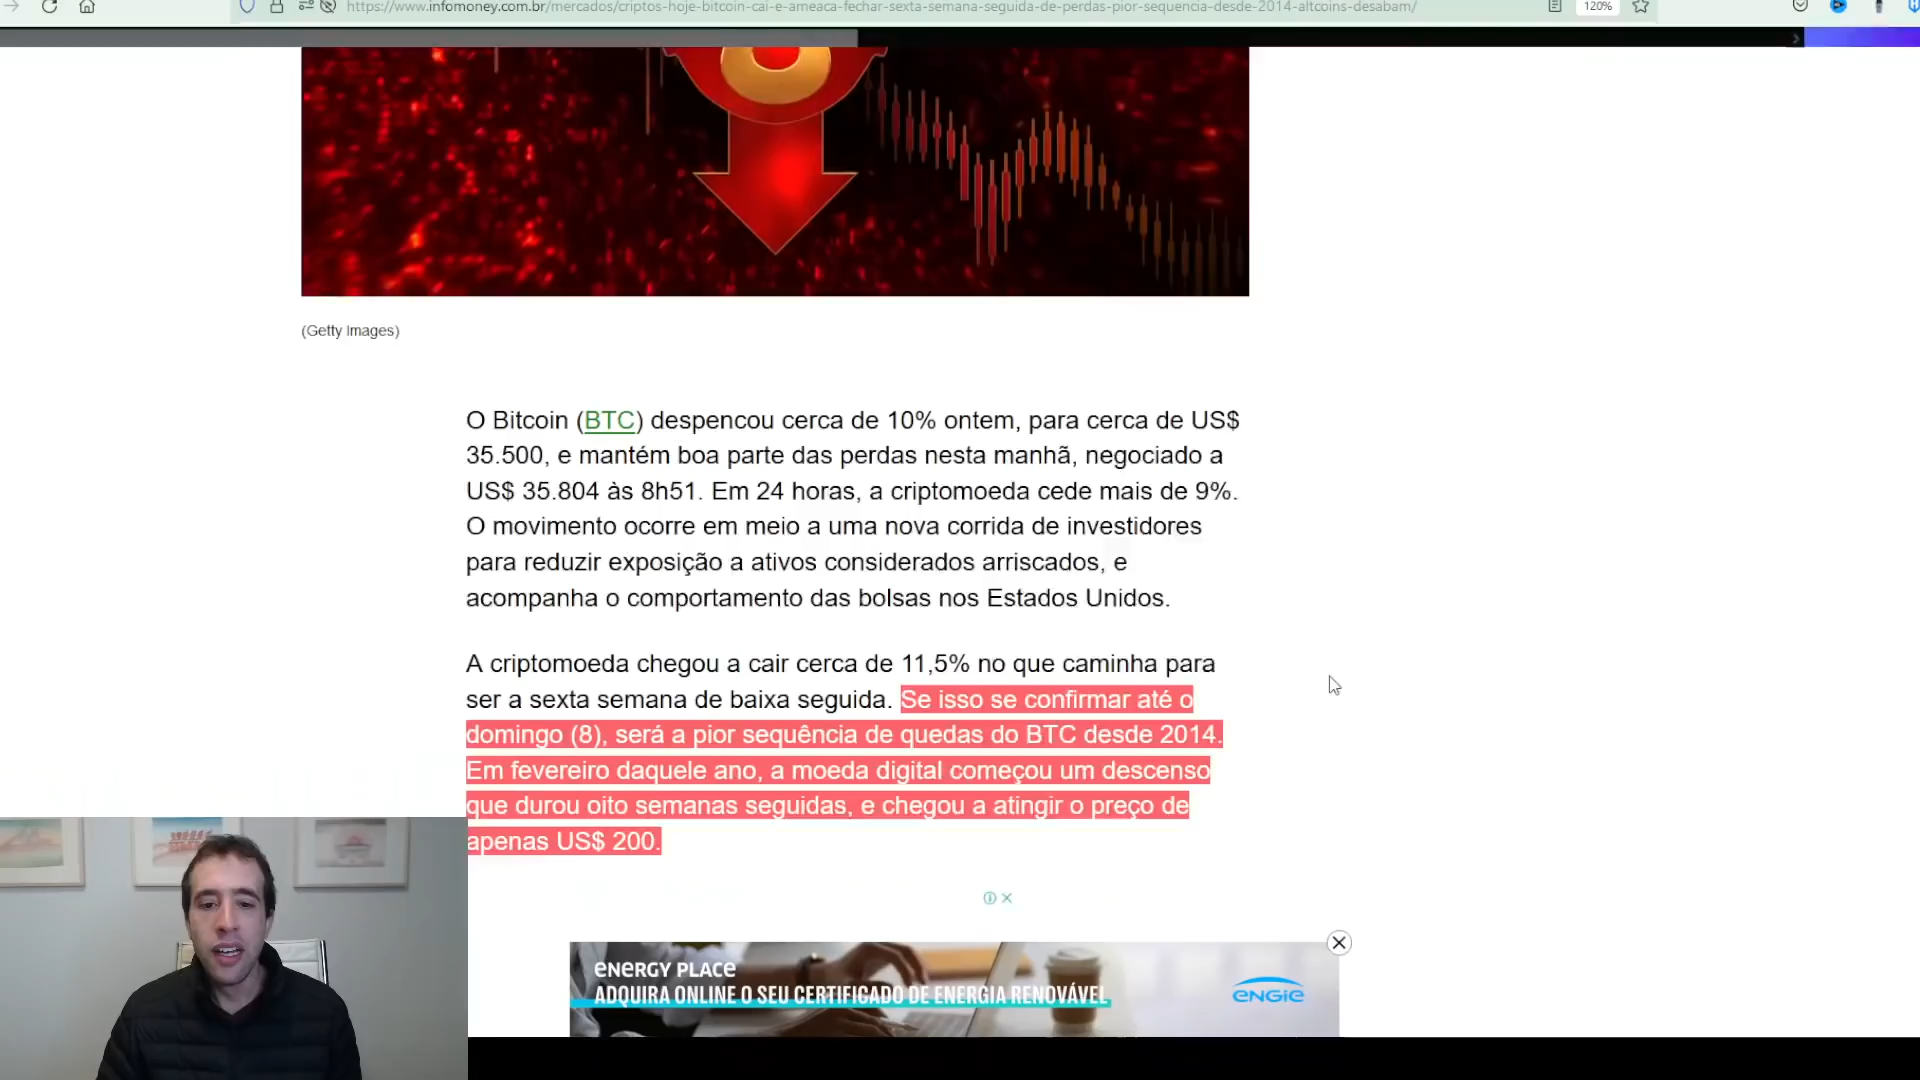 https://www.infomoney.com.br/mercados/criptos-hoje-bitcoin-cai-e-ameaca-fechar-sexta-semana-seguida-de-perdas-pior-sequencia-desde-2014-altcoins-desabam/
120%
(Getty Images)
O Bitcoin (BTC) despencou cerca de 10% ontem, para cerca de US$
35.500, e mantém boa parte das perdas nesta manhã, negociado a
US$ 35.804 às 8h51. Em 24 horas, a criptomoeda cede mais de 9%.
O movimento ocorre em meio a uma nova corrida de investidores
para reduzir exposição a ativos considerados arriscados, e
acompanha o comportamento das bolsas nos Estados Unidos.
A criptomoeda chegou a cair cerca de 11,5% no que caminha para
ser a sexta semana de baixa seguida. Se isso se confirmar até o
domingo (8), será a pior sequência de quedas do BTC desde 2014.
Em fevereiro daquele ano, a moeda digital começou um descenso
que durou oito semanas seguidas, e chegou a atingir o preço de
apenas US$ 200.
ENERGY PLACE
ADQUIRA ONLINE O SEU CERTIFICADO DE ENERGIA RENOVÁVEL
ENGIE